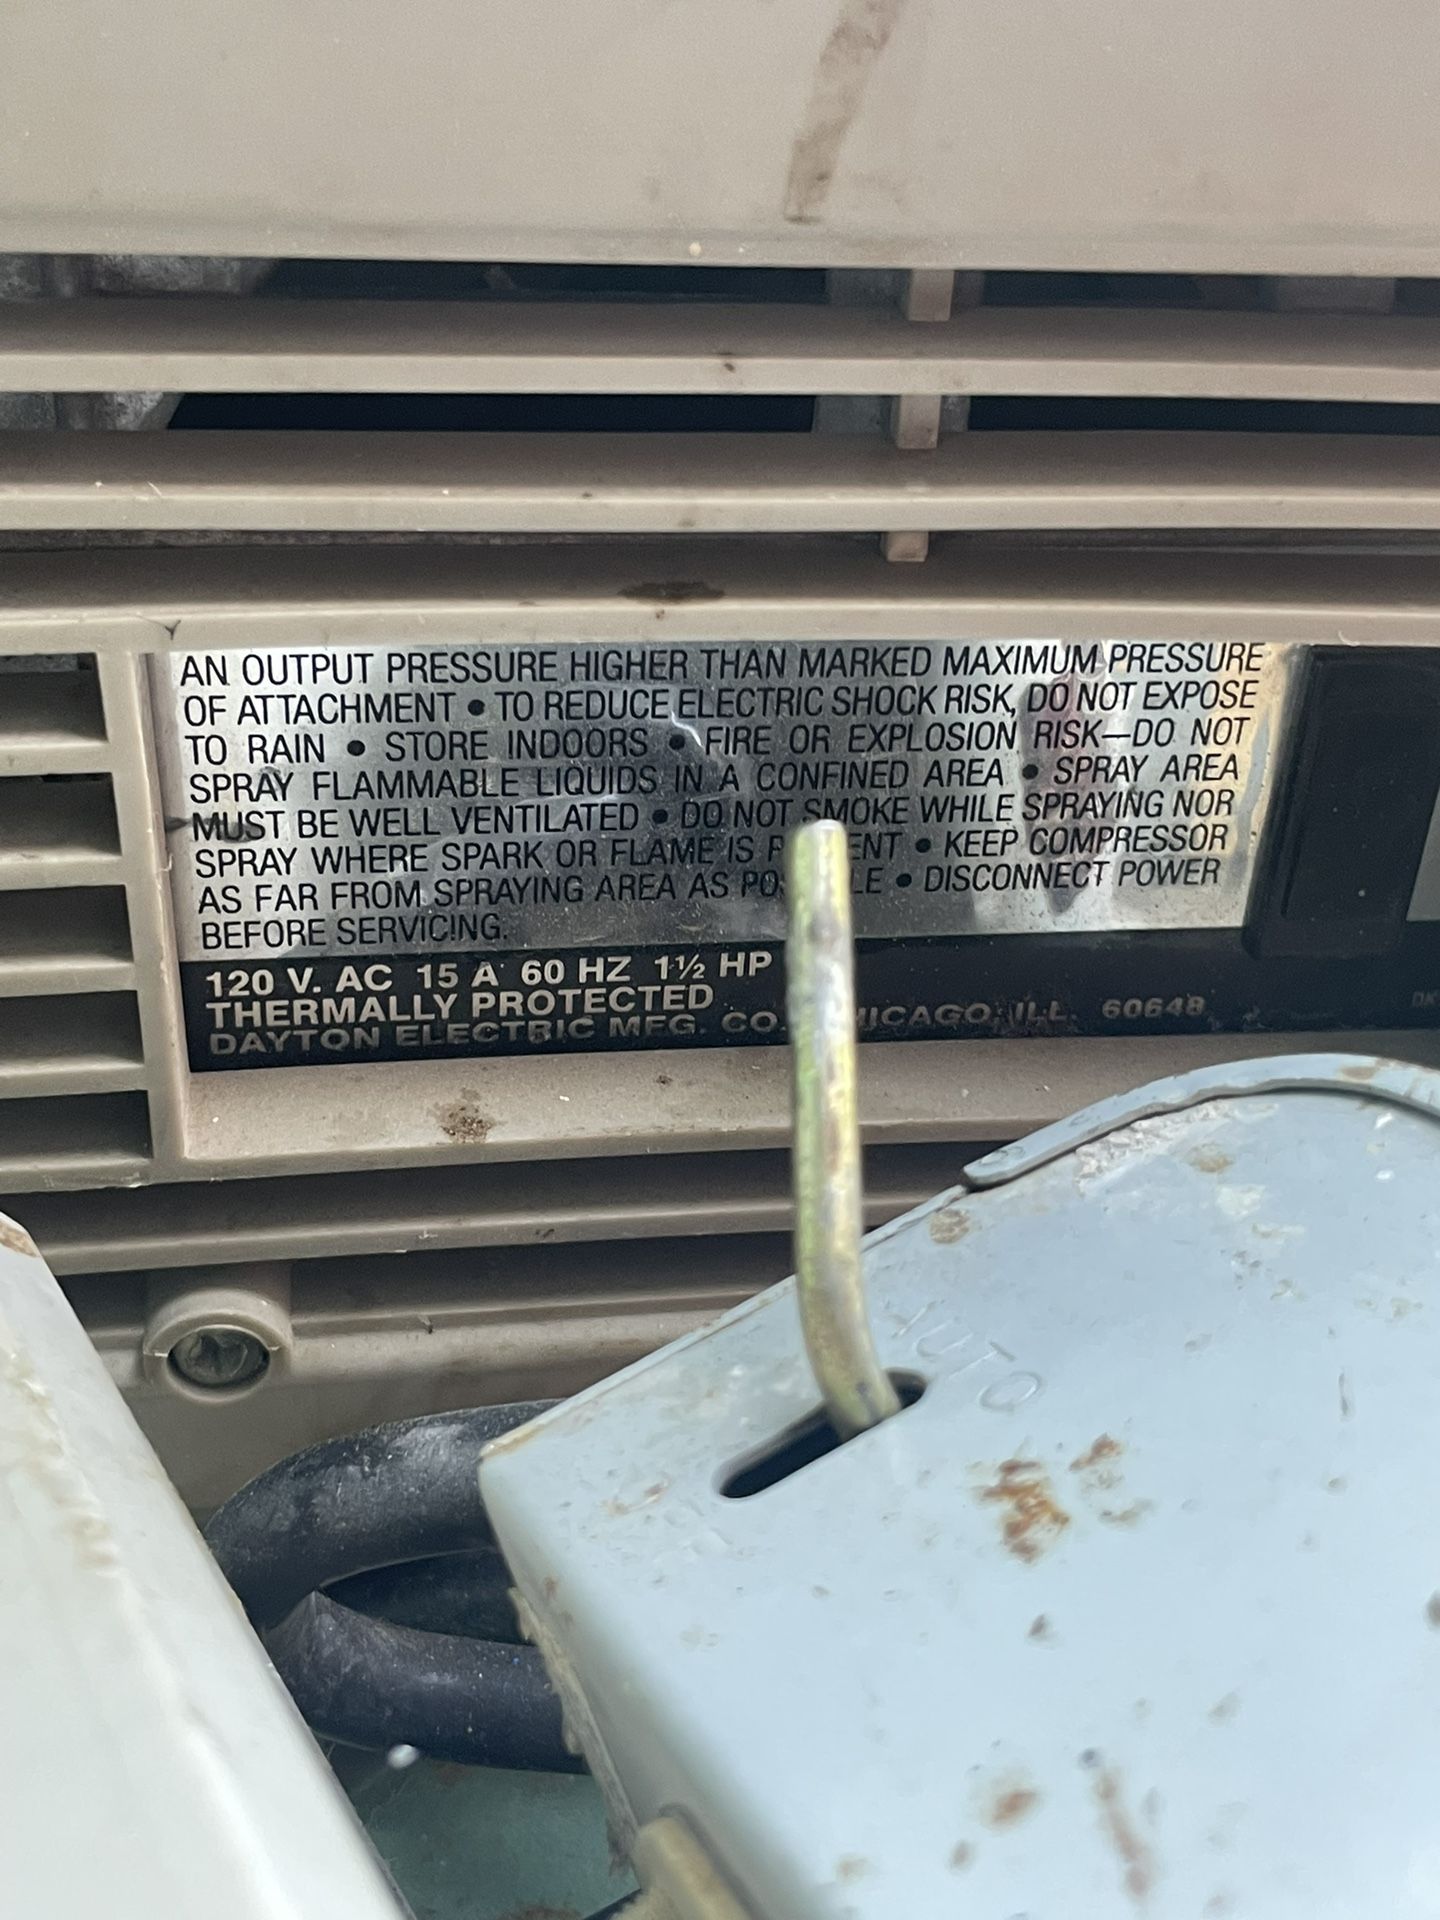 AN OUTPUT PRESSURE HIGHER THAN MARKED MAXIMUM PRESSURE
OF ATTACHMENT • TO REDUCE ELECTRIC SHOCK RISK, DO NOT EXPOSE
TO RAIN • STORE INDOORS • FIRE OR EXPLOSION RISK—DO NOT
SPRAY FLAMMABLE LIQUIDS IN A CONFINED AREA • SPRAY AREA
MUST BE WELL VENTILATED • DO NOT SMOKE WHILE SPRAYING NOR
SPRAY WHERE SPARK OR FLAME IS • KEEP COMPRESSOR
AS FAR FROM SPRAYING AREA AS • DISCONNECT POWER
BEFORE SERVICING.
120 V. AC 15 A 60 HZ 1½ HP
THERMALLY PROTECTED
DAYTON ELECTRIC MFG. CO. CHICAGO, ILL. 60648
AUTO